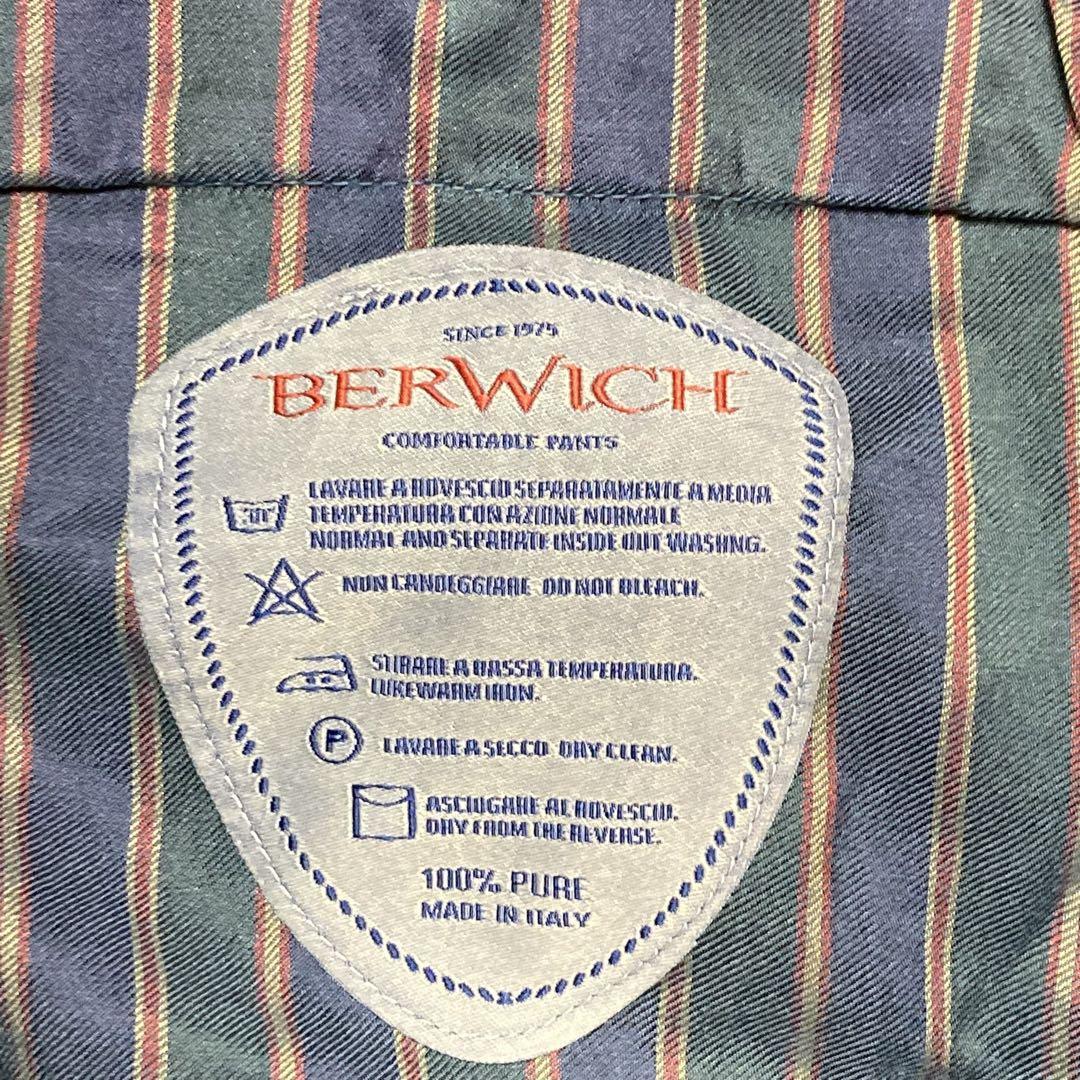 SINCE 1975
BERWICH
COMFORTABLE PANTS
LAVARE A ROVESCIO SEPARATAMENTE A MEDIA
TEMPERATURA CON AZIONE NORMALE
NORMAL AND SEPARATE INSIDE OUT WASHNG.
NON CANDEGGIARE DO NOT BLEACH.
STIRARE A BASSA TEMPERATURA.
LUKEWARM IRON.
P
LAVARE A SECCO DRY CLEAN.
ASCIUGARE AL ROVESCIO.
DRY FROM THE REVERSE.
100% PURE
MADE IN ITALY